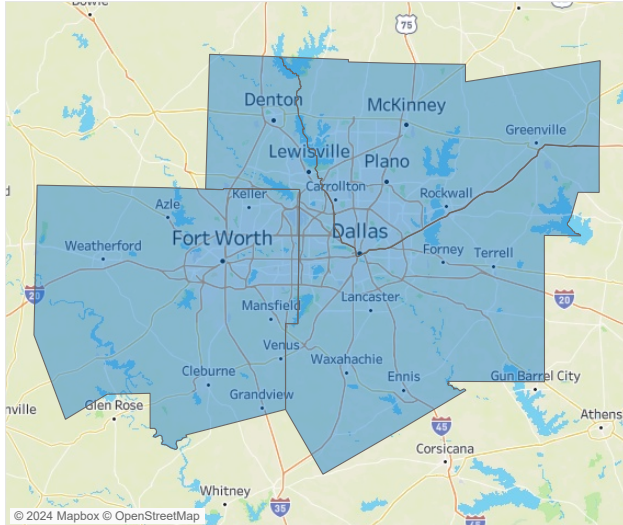 Bowie
75
Denton
McKinney
Greenville
Lewisville
Plano
Carrollton
Keller
Rockwall
Azle
Fort Worth
Dallas
Weatherford
Forney
Terrell
20
20
Lancaster
Mansfield
Venus
Waxahachie
Cleburne
Ennis
Gun Barrel City
Grandview
nville
Glen Rose
Athens
45
Corsicana
Whitney
35
45
© 2024 Mapbox © OpenStreetMap